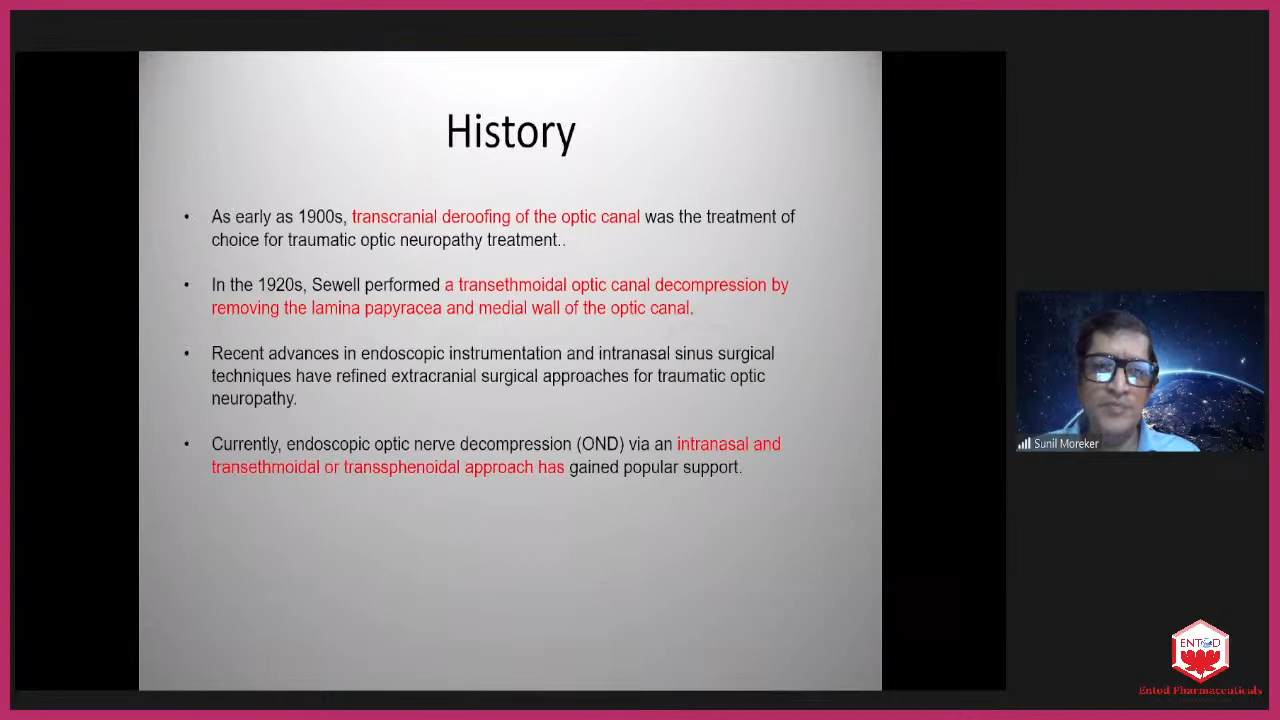 History
• As early as 1900s, transcranial deroofing of the optic canal was the treatment of
choice for traumatic optic neuropathy treatment..
• In the 1920s, Sewell performed a transethmoidal optic canal decompression by
removing the lamina papyracea and medial wall of the optic canal.
• Recent advances in endoscopic instrumentation and intranasal sinus surgical
techniques have refined extracranial surgical approaches for traumatic optic
neuropathy.
• Currently, endoscopic optic nerve decompression (OND) via an intranasal and
transethmoidal or transsphenoidal approach has gained popular support.
Sunil Moreker
ENTOD
Entod Pharmaceuticals